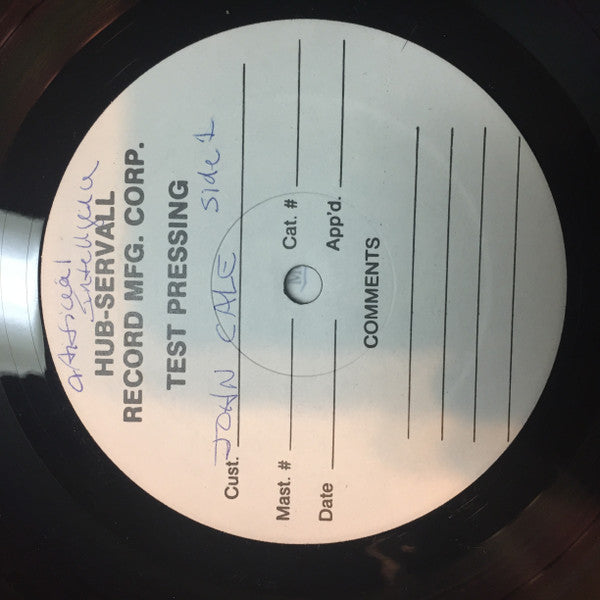 Artificial
Intelligence
HUB-SERVALL
RECORD MFG. CORP.
TEST PRESSING
Cust. JOHN CALE Side 1
Mast. # Cat. #
Date App'd.
COMMENTS